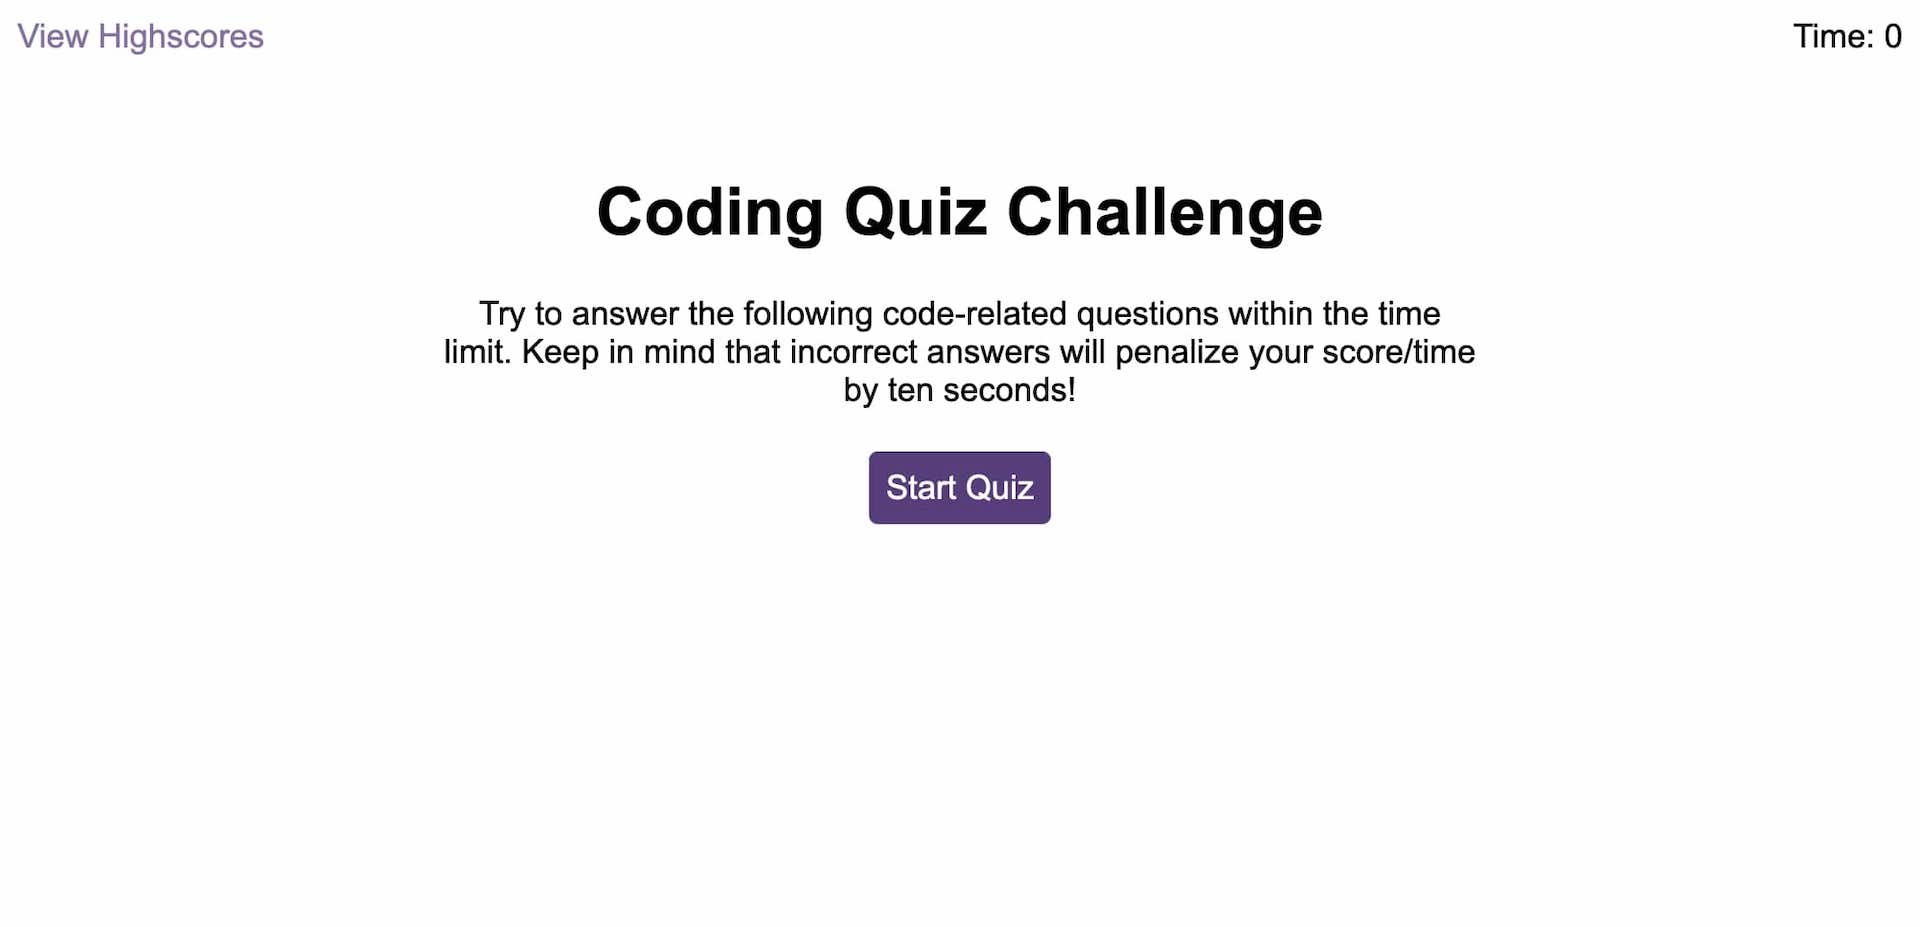 View Highscores
Time: 0
Coding Quiz Challenge
Try to answer the following code-related questions within the time
limit. Keep in mind that incorrect answers will penalize your score/time
by ten seconds!
Start Quiz